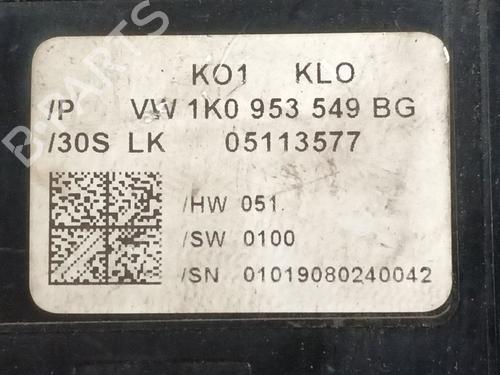 B-PARTS
KO1 KLO
/P VW 1K0 953 549 BG
/30S LK 05113577
/HW 051
/SW 0100
/SN 01019080240042